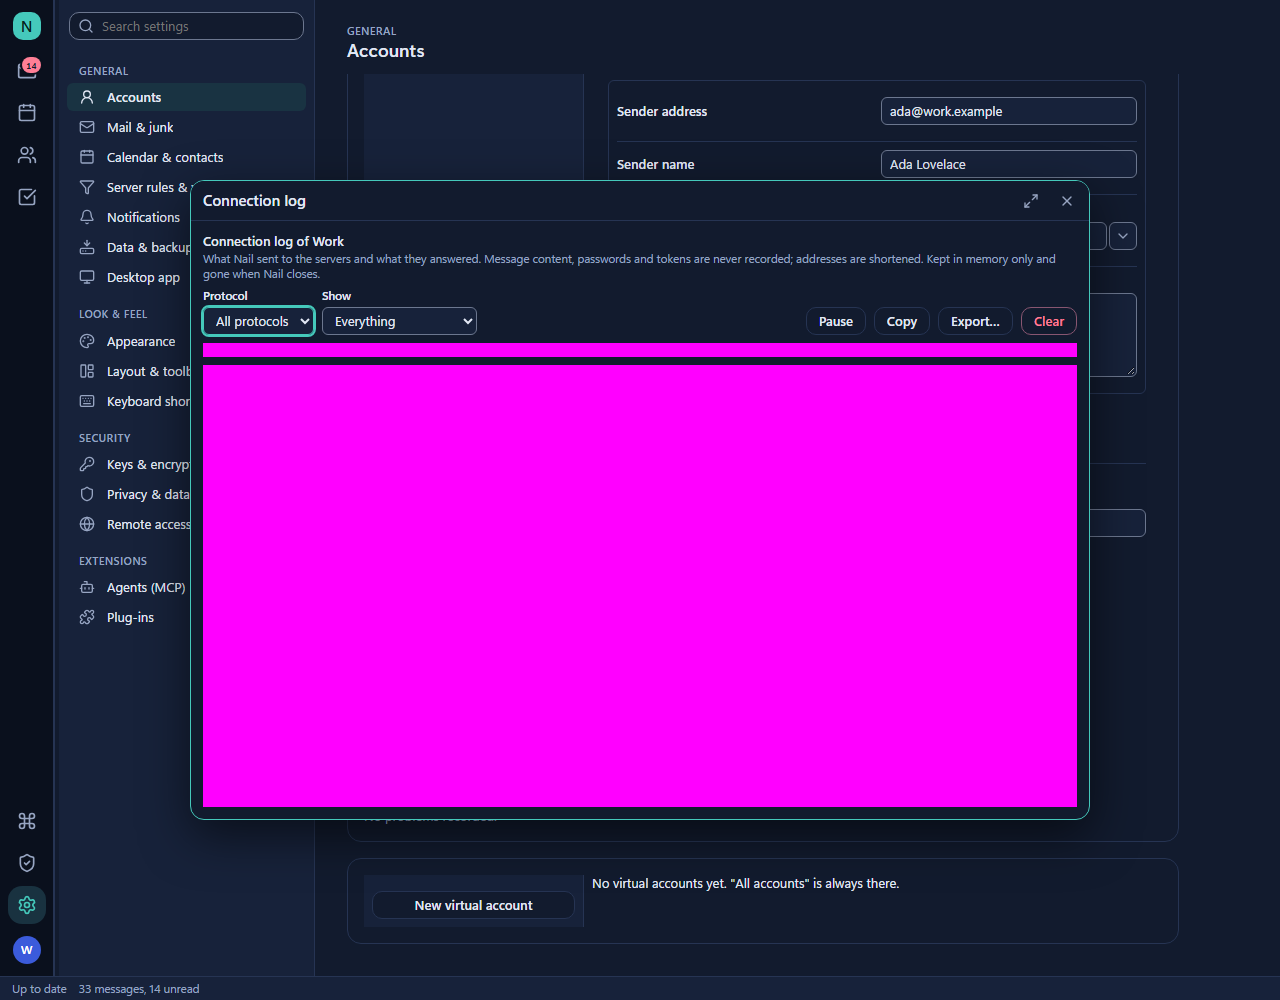 N
Search settings
14
GENERAL
Accounts
Mail & junk
Calendar & contacts
Server rules &
Notifications
Data & backup
Desktop app
LOOK & FEEL
Appearance
Layout & toolb
Keyboard shor
SECURITY
Keys & encryp
Privacy & data
Remote access
EXTENSIONS
Agents (MCP)
Plug-ins
W
GENERAL
Accounts
Sender address
ada@work.example
Sender name
Ada Lovelace
Connection log
Connection log of Work
What Nail sent to the servers and what they answered. Message content, passwords and tokens are never recorded; addresses are shortened. Kept in memory only and
gone when Nail closes.
Protocol
Show
All protocols
Everything
Pause
Copy
Export...
Clear
New virtual account
No virtual accounts yet. "All accounts" is always there.
Up to date
33 messages, 14 unread